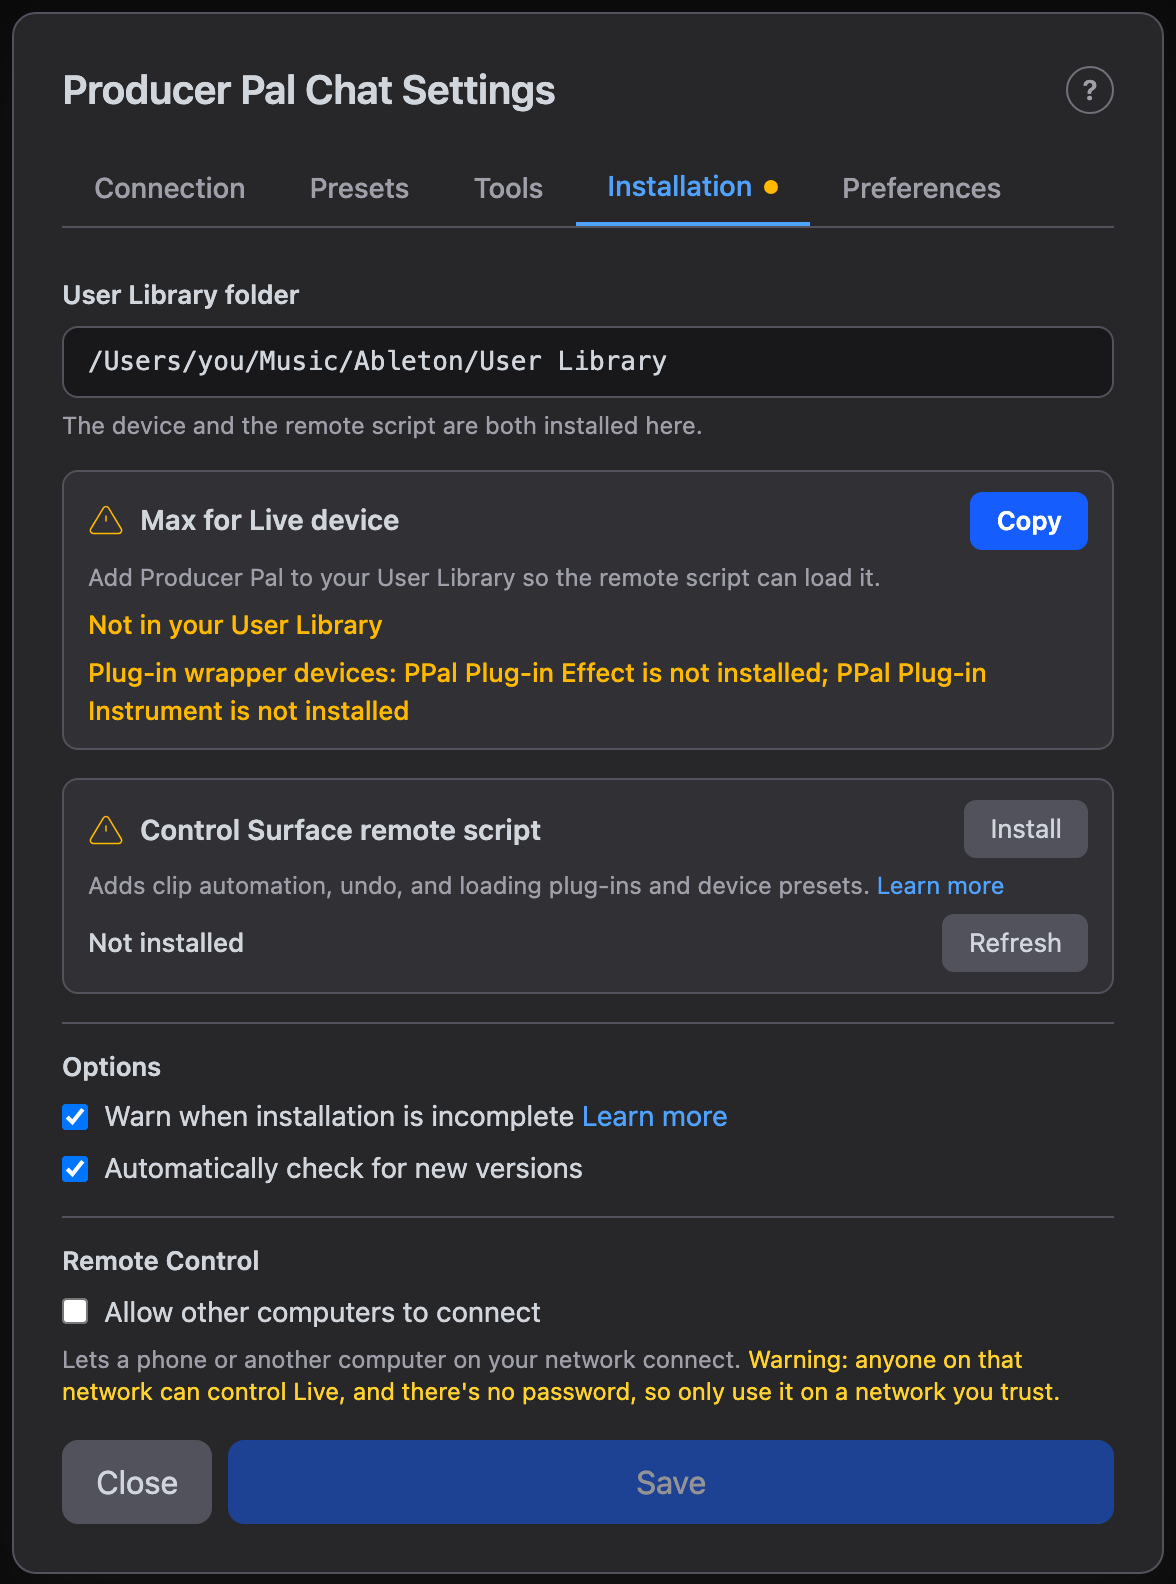 Producer Pal Chat Settings
?
Connection
Presets
Tools
Installation
Preferences
User Library folder
/Users/you/Music/Ableton/User Library
The device and the remote script are both installed here.
Max for Live device
Copy
Add Producer Pal to your User Library so the remote script can load it.
Not in your User Library
Plug-in wrapper devices: PPal Plug-in Effect is not installed; PPal Plug-in
Instrument is not installed
Control Surface remote script
Install
Adds clip automation, undo, and loading plug-ins and device presets. Learn more
Not installed
Refresh
Options
Warn when installation is incomplete Learn more
Automatically check for new versions
Remote Control
Allow other computers to connect
Lets a phone or another computer on your network connect. Warning: anyone on that
network can control Live, and there's no password, so only use it on a network you trust.
Close
Save